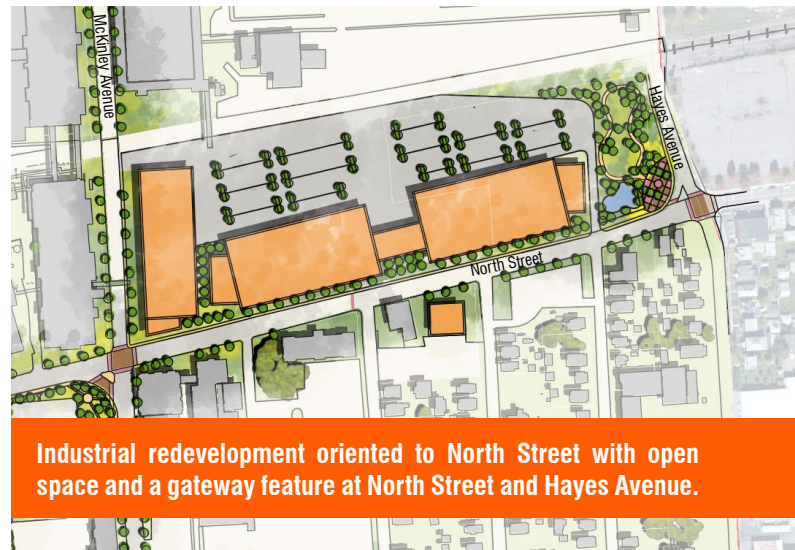 McKinley Avenue
Hayes Avenue
North Street
Industrial redevelopment oriented to North Street with open
space and a gateway feature at North Street and Hayes Avenue.